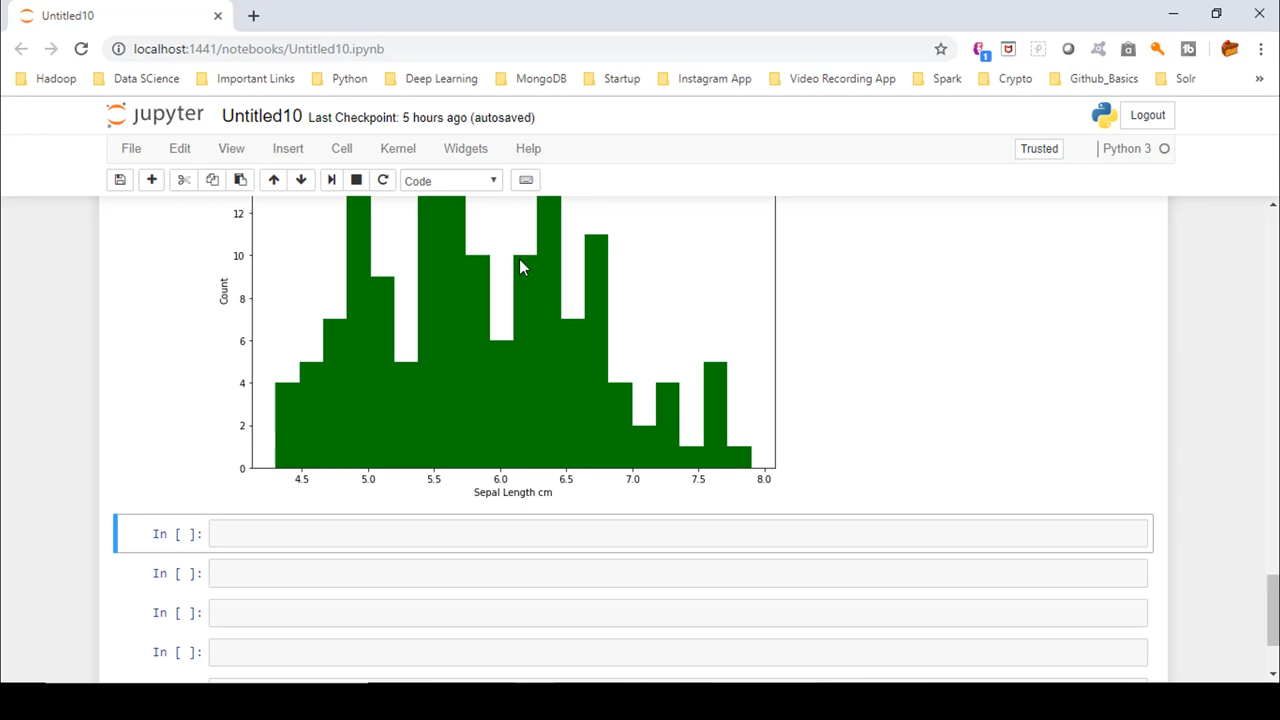 Untitled10
localhost:1441/notebooks/Untitled10.ipynb
1
Hadoop Data SCience Important Links Python Deep Learning MongoDB Startup Instagram App Video Recording App Spark Crypto Github_Basics Solr »
jupyter Untitled10 Last Checkpoint: 5 hours ago (autosaved) Logout
File Edit View Insert Cell Kernel Widgets Help Trusted Python 3
Code
12
10
8
6
4
2
0
Count
4.5 5.0 5.5 6.0 6.5 7.0 7.5 8.0
Sepal Length cm
In [ ]:
In [ ]:
In [ ]:
In [ ]: